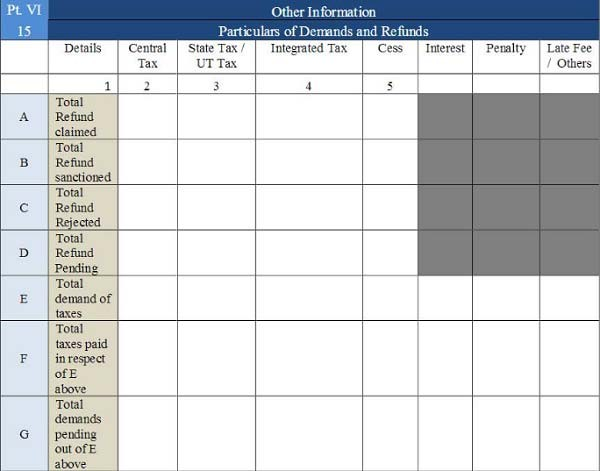 Pt. VI Other Information
15 Particulars of Demands and Refunds
Details Central State Tax / Integrated Tax Cess Interest Penalty Late Fee
Tax UT Tax / Others
1 2 3 4 5
Total
A Refund
claimed
Total
B Refund
sanctioned
Total
C Refund
Rejected
Total
D Refund
Pending
Total
E demand of
taxes
Total
taxes paid
F in respect
of E
above
Total
demands
G pending
out of E
above